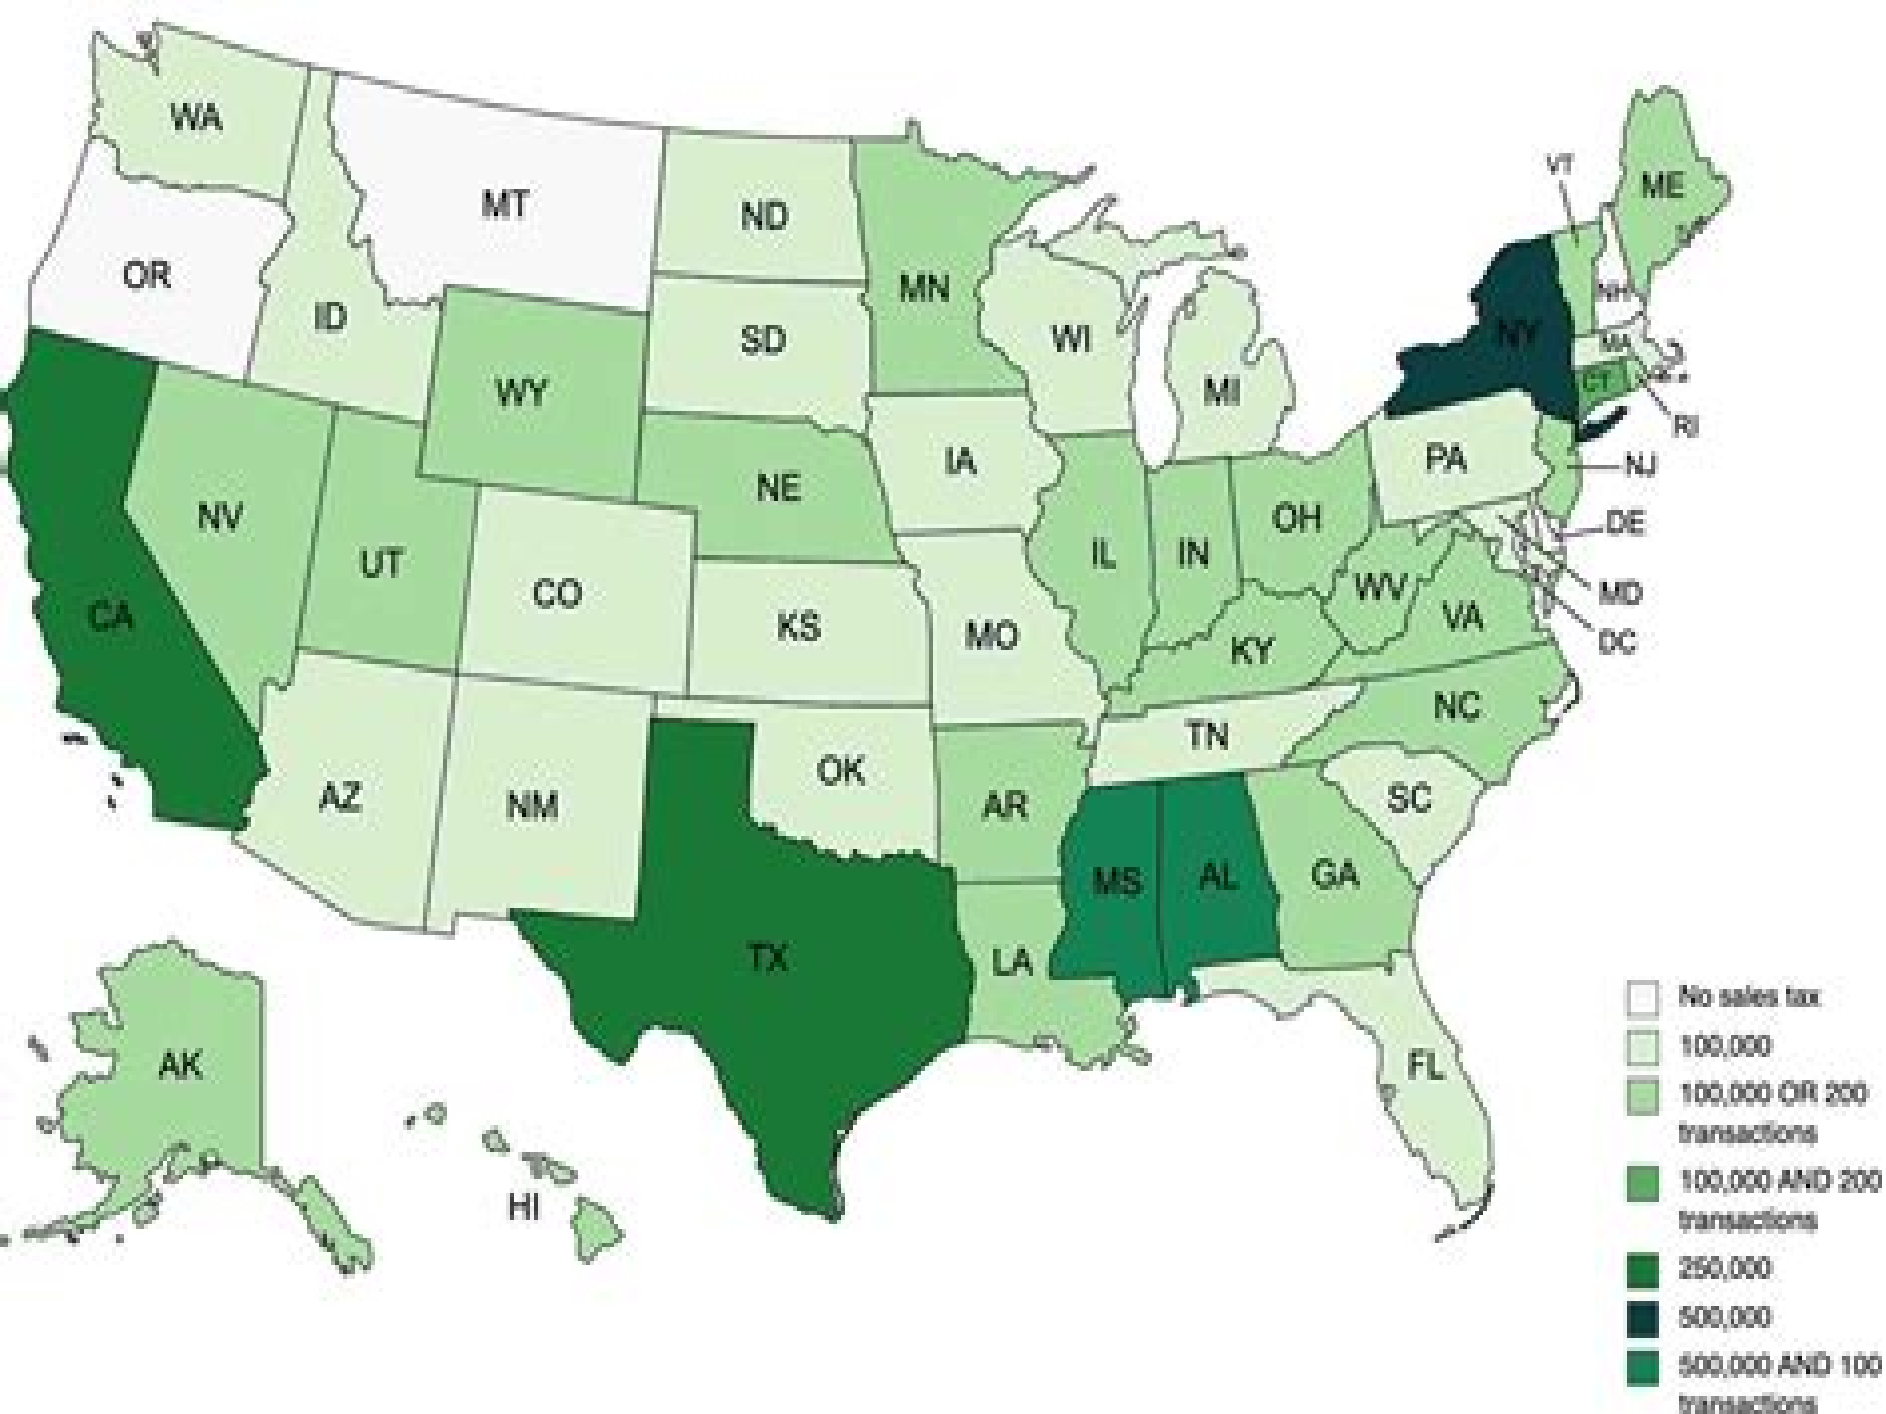 WA
MT
ND
MN
VT
ME
OR
ID
SD
WI
NH
NY
MA
WY
MI
CT
RI
IA
PA
NJ
NV
NE
OH
DE
UT
IL
IN
CO
WV
MD
CA
KS
MO
VA
DC
KY
NC
TN
OK
AZ
NM
AR
SC
MS
AL
GA
TX
LA
AK
FL
HI
No sales tax
100,000
100,000 OR 200
transactions
100,000 AND 200
transactions
250,000
500,000
500,000 AND 100
transactions